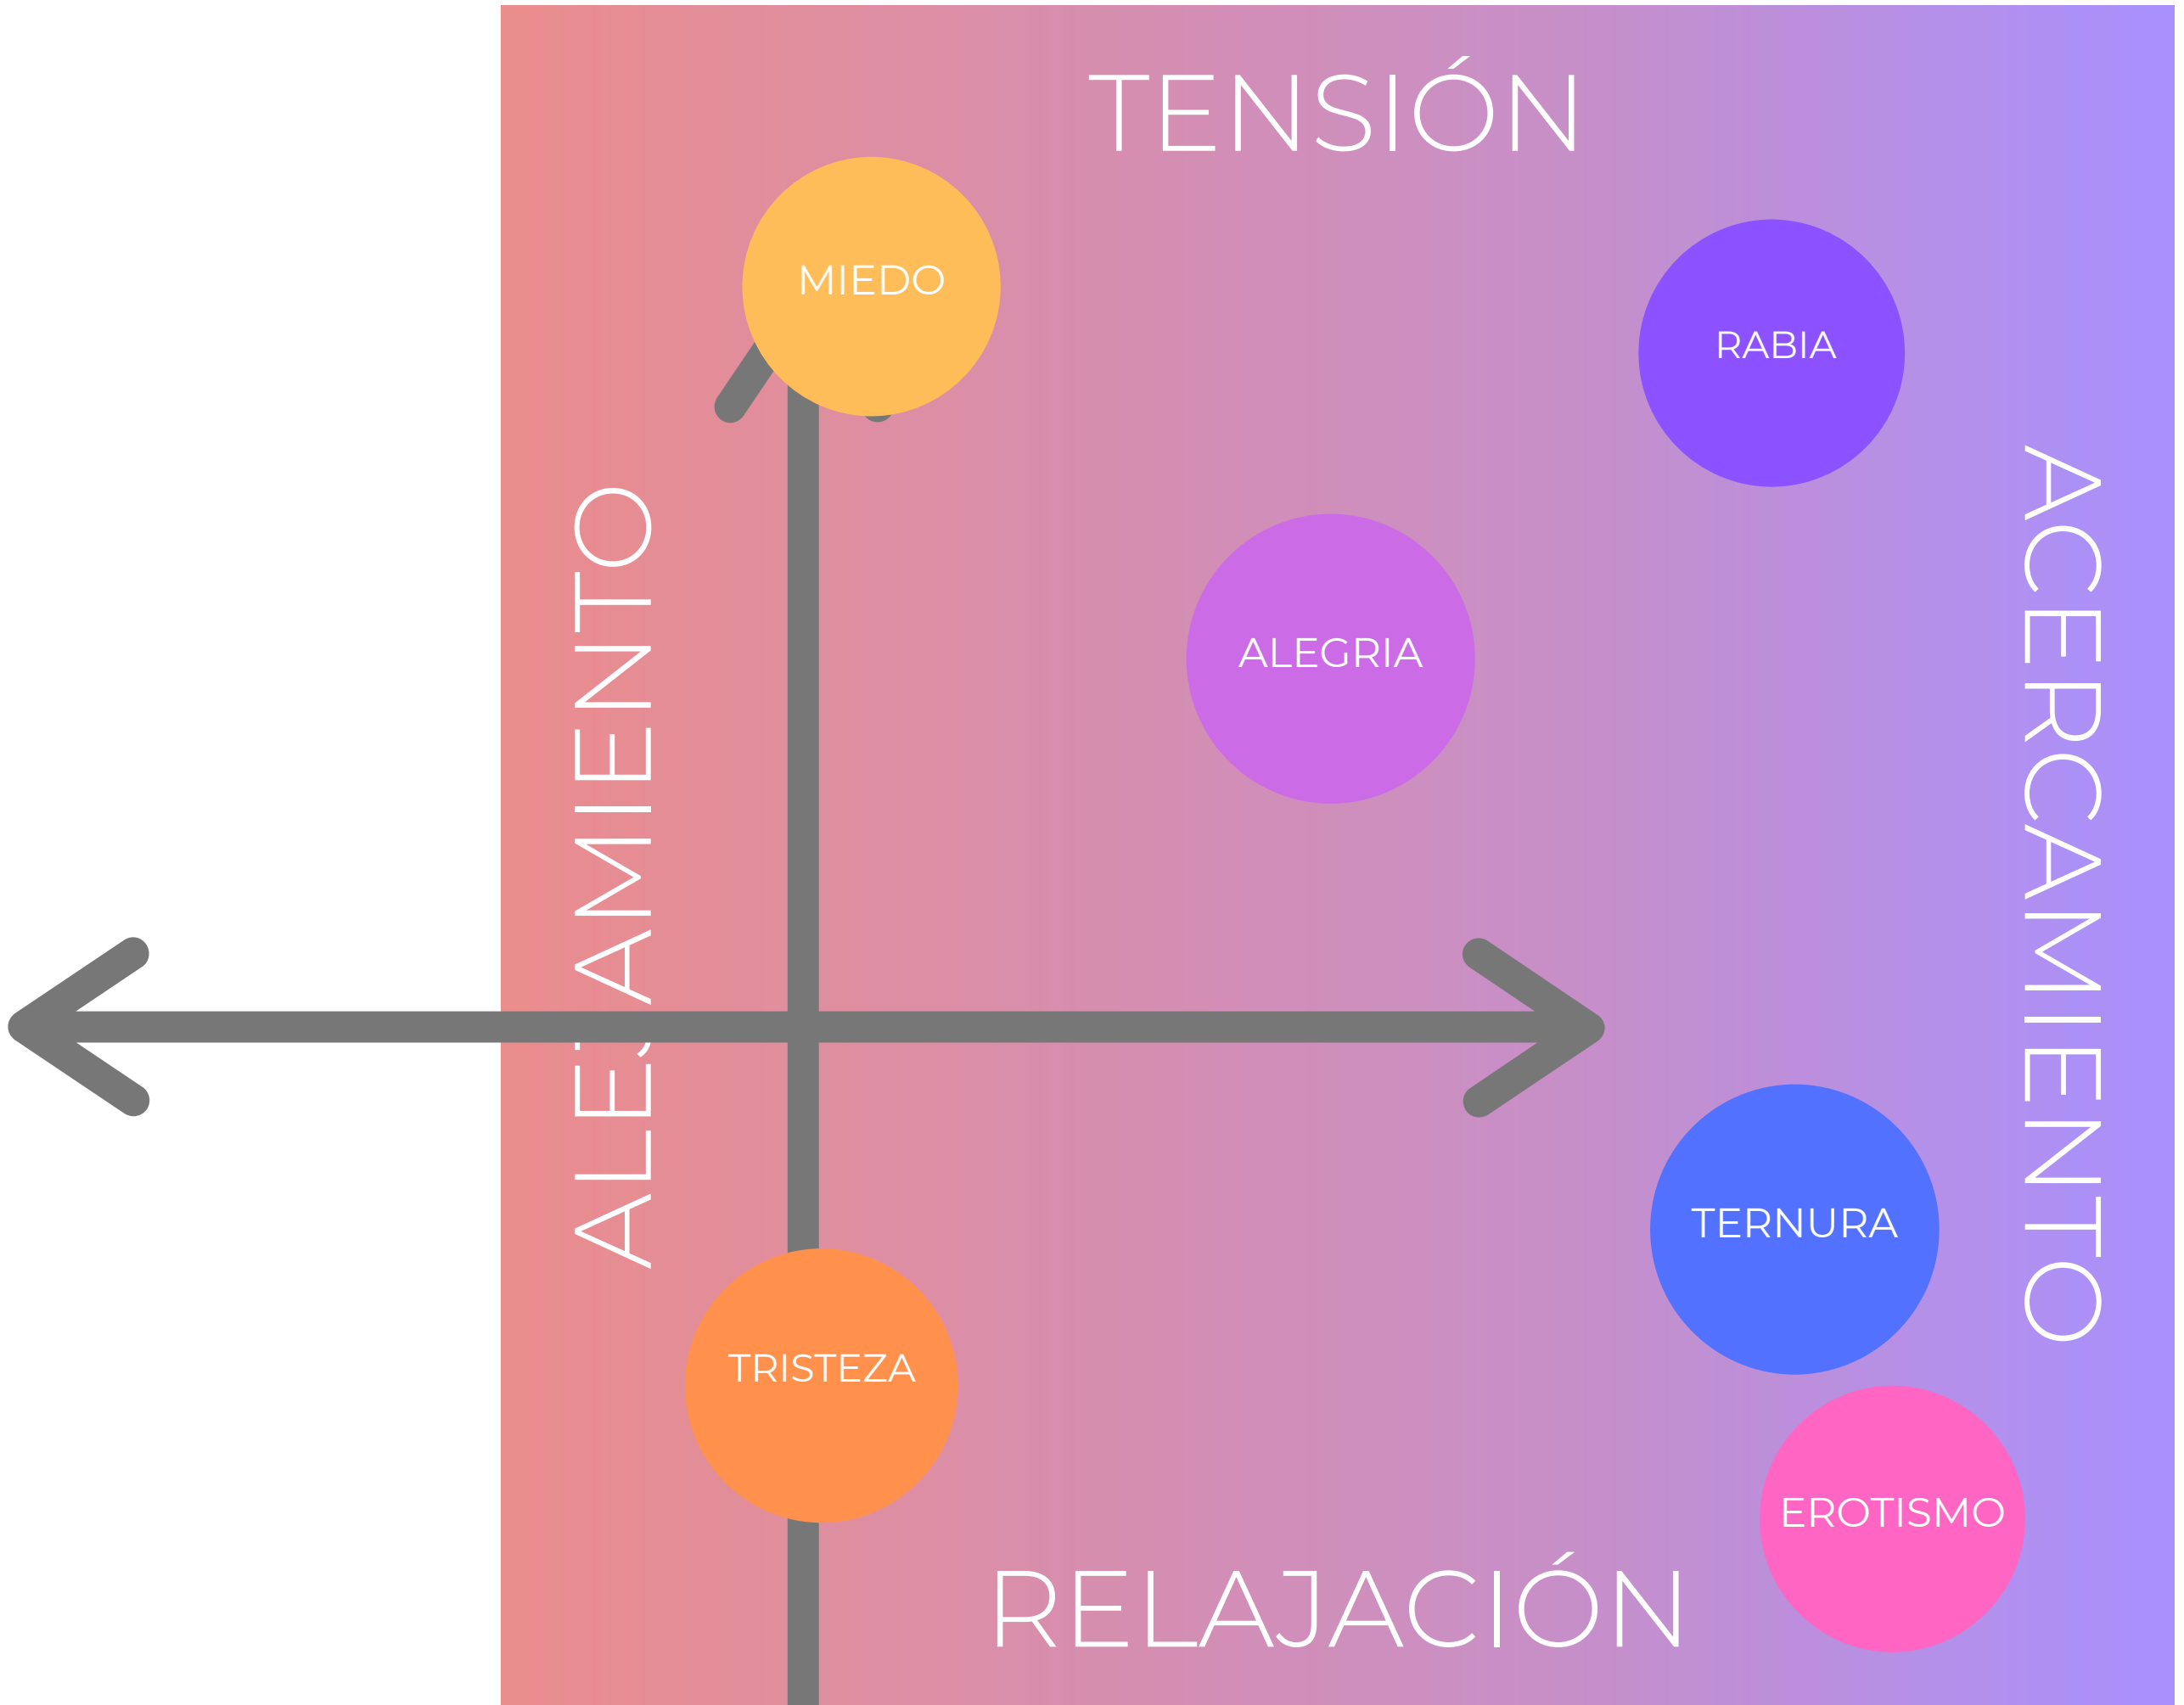 TENSIÓN
MIEDO
RABIA
ALEGRIA
ALEJAMIENTO
ACERCAMIENTO
TERNURA
TRISTEZA
EROTISMO
RELAJACIÓN